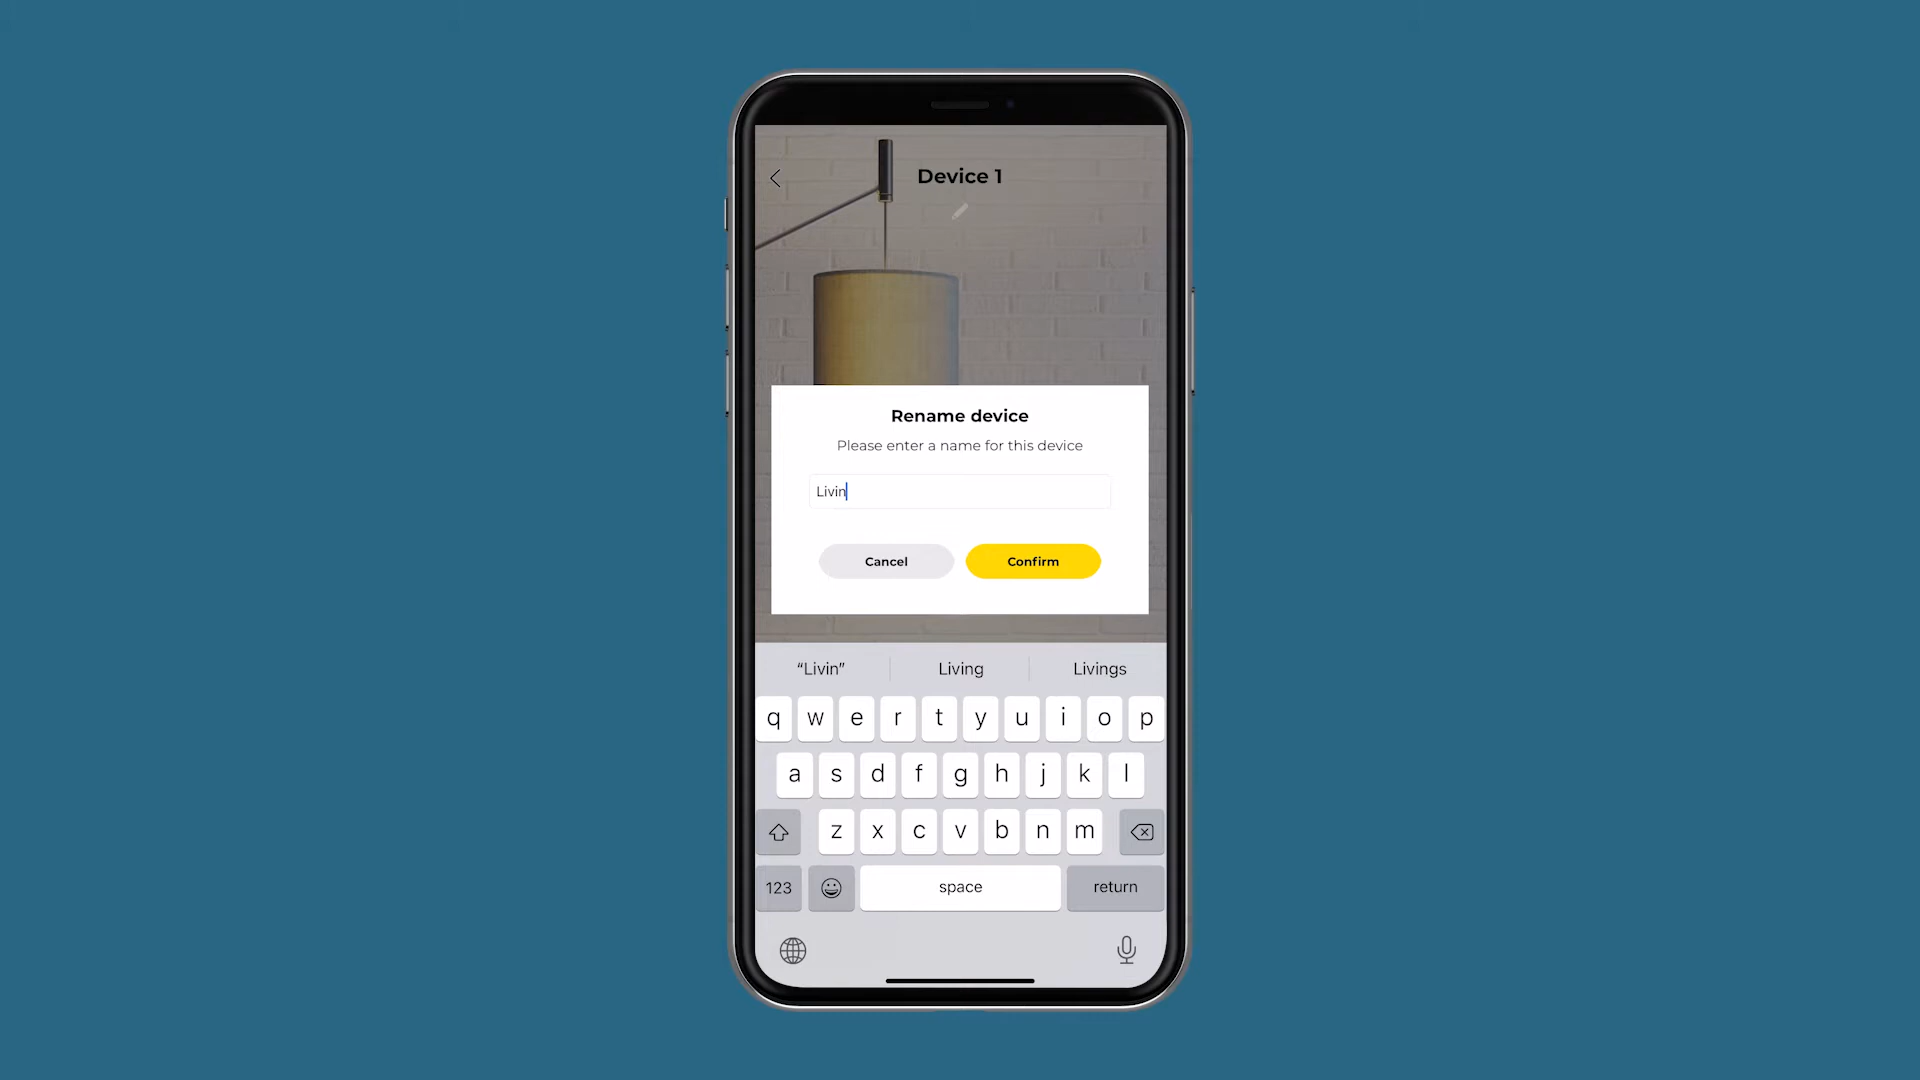 Device 1
Rename device
Please enter a name for this device
Livin
Cancel Confirm
“Livin” Living Livings
q w e r t y u i o p
a s d f g h j k l
z x c v b n m
123 space return